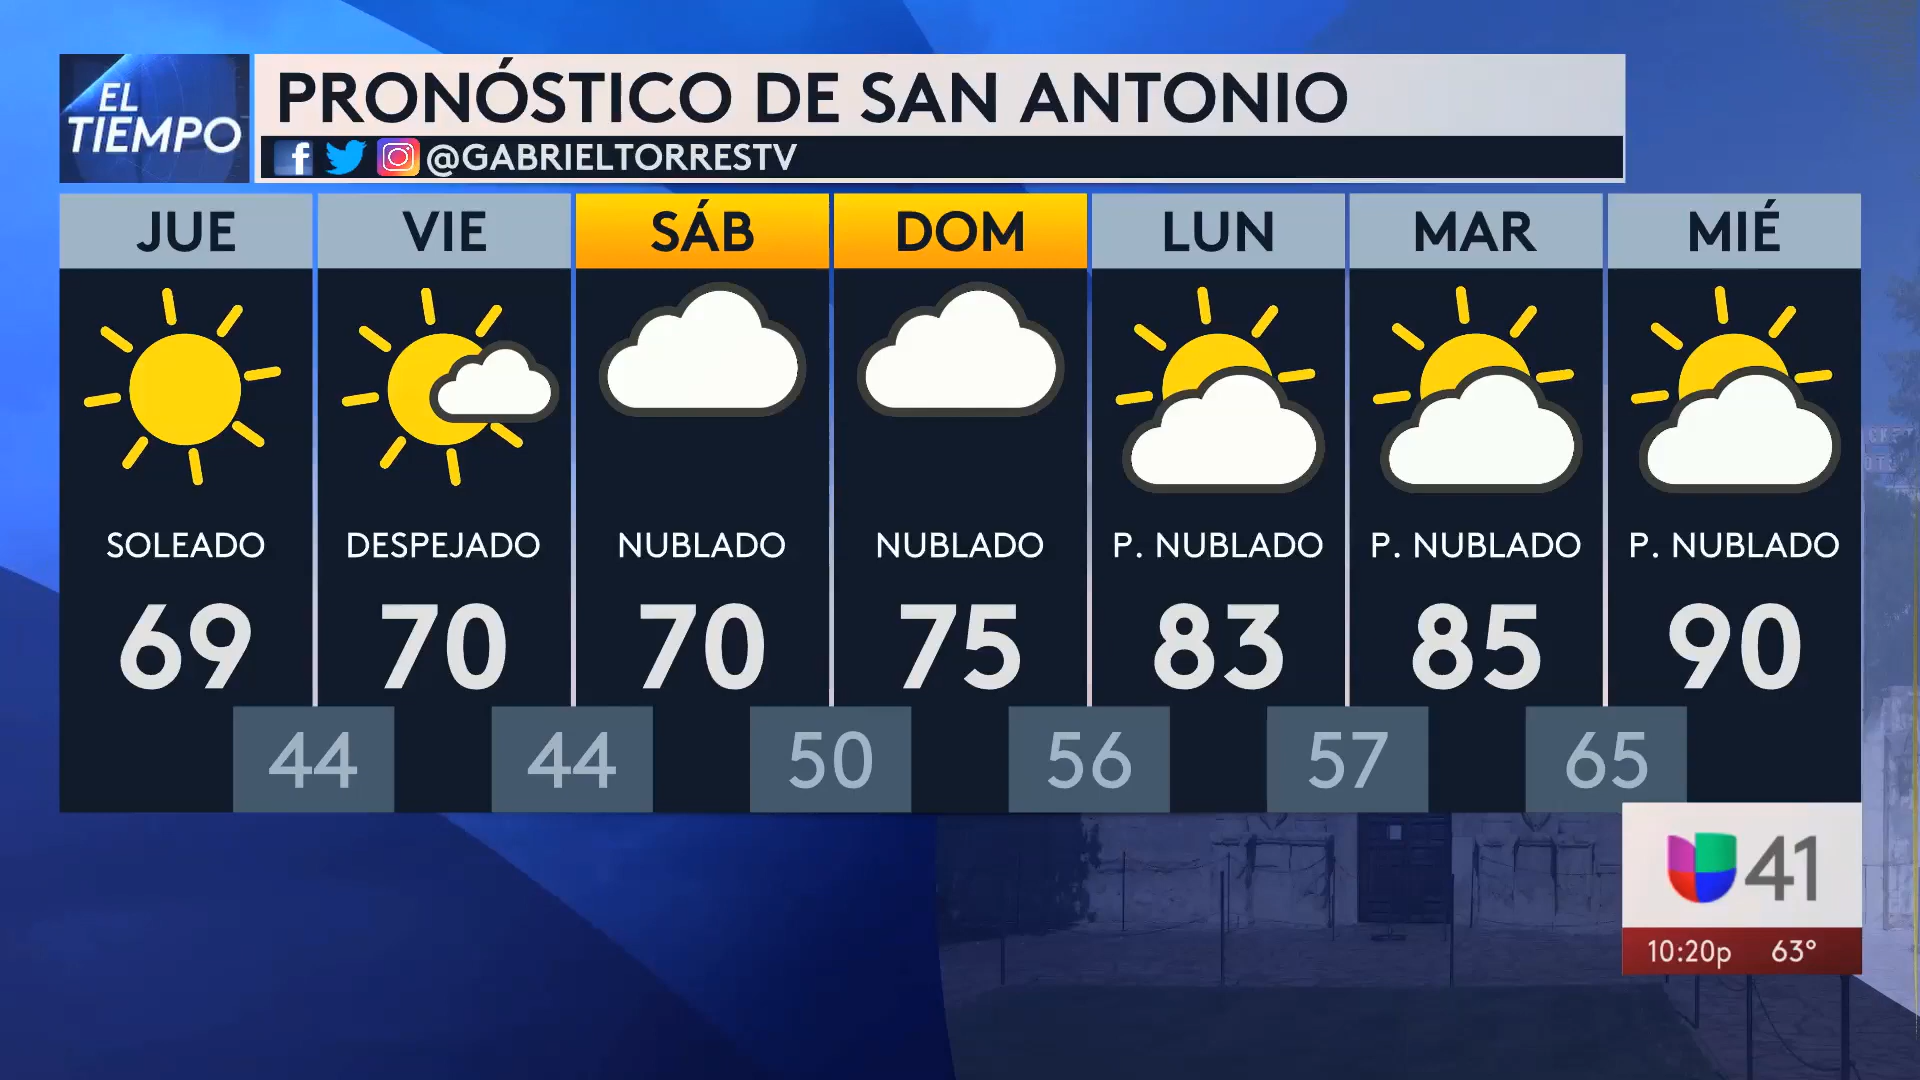 EL
TIEMPO
PRONÓSTICO DE SAN ANTONIO
@GABRIELTORRESTV
JUE VIE SÁB DOM LUN MAR MIÉ
SOLEADO DESPEJADO NUBLADO NUBLADO P. NUBLADO P. NUBLADO P. NUBLADO
69 70 70 75 83 85 90
44 44 50 56 57 65
41
10:20p 63°